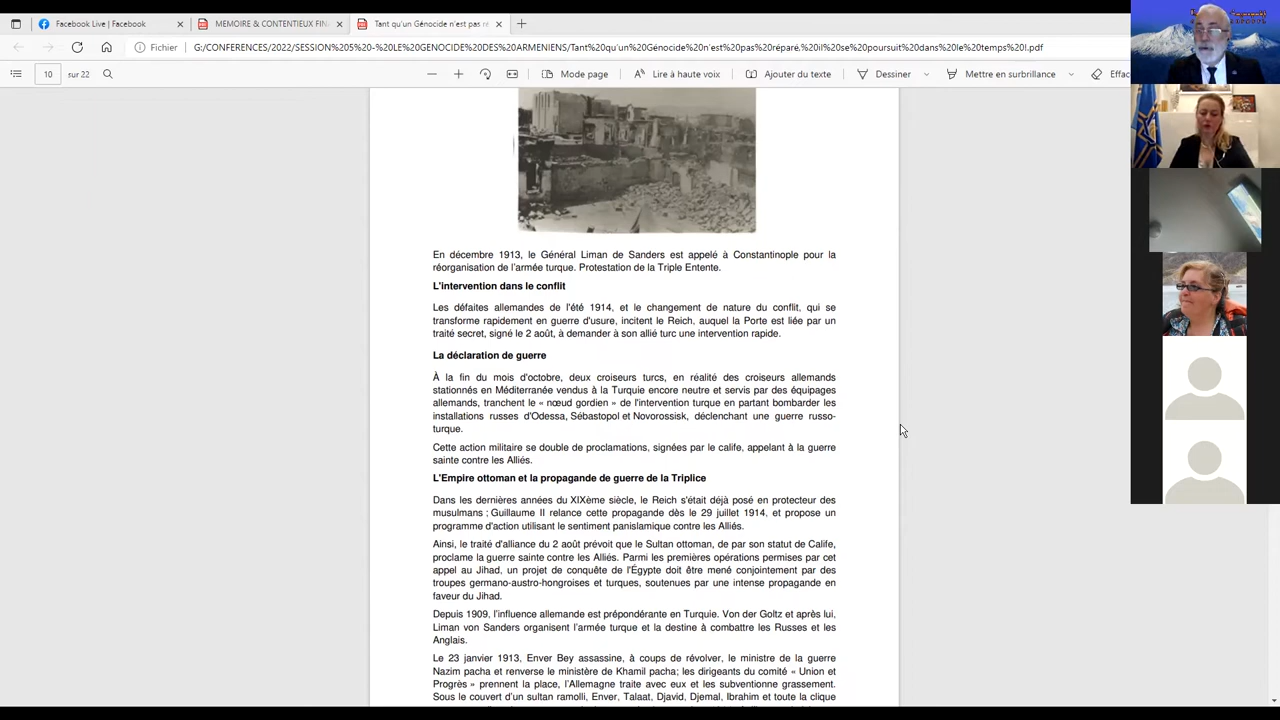 Facebook Live | Facebook
MEMOIRE & CONTENTIEUX FIN
Tant qu'un Génocide n'est pas ré
Fichier
G:/CONFERENCES/2022/SESSION%205%20-%20LE%20GENOCIDE%20DES%20ARMENIENS/Tant%20qu'un%20Génocide%20n'est%20pas%20réparé,%20il%20se%20poursuit%20dans%20le%20temps%20!.pdf
10 sur 22
Mode page
Lire à haute voix
Ajouter du texte
Dessiner
Mettre en surbrillance
Effac
En décembre 1913, le Général Liman de Sanders est appelé à Constantinople pour la
réorganisation de l'armée turque. Protestation de la Triple Entente.
L'intervention dans le conflit
Les défaites allemandes de l'été 1914, et le changement de nature du conflit, qui se
transforme rapidement en guerre d'usure, incitent le Reich, auquel la Porte est liée par un
traité secret, signé le 2 août, à demander à son allié turc une intervention rapide.
La déclaration de guerre
À la fin du mois d'octobre, deux croiseurs turcs, en réalité des croiseurs allemands
stationnés en Méditerranée vendus à la Turquie encore neutre et servis par des équipages
allemands, tranchent le « nœud gordien » de l'intervention turque en partant bombarder les
installations russes d'Odessa, Sébastopol et Novorossisk, déclenchant une guerre russo-
turque.
Cette action militaire se double de proclamations, signées par le calife, appelant à la guerre
sainte contre les Alliés.
L'Empire ottoman et la propagande de guerre de la Triplice
Dans les dernières années du XIXème siècle, le Reich s'était déjà posé en protecteur des
musulmans ; Guillaume II relance cette propagande dès le 29 juillet 1914, et propose un
programme d'action utilisant le sentiment panislamique contre les Alliés.
Ainsi, le traité d'alliance du 2 août prévoit que le Sultan ottoman, de par son statut de Calife,
proclame la guerre sainte contre les Alliés. Parmi les premières opérations permises par cet
appel au Jihad, un projet de conquête de l'Égypte doit être mené conjointement par des
troupes germano-austro-hongroises et turques, soutenues par une intense propagande en
faveur du Jihad.
Depuis 1909, l'influence allemande est prépondérante en Turquie. Von der Goltz et après lui,
Liman von Sanders organisent l'armée turque et la destine à combattre les Russes et les
Anglais.
Le 23 janvier 1913, Enver Bey assassine, à coups de révolver, le ministre de la guerre
Nazim pacha et renverse le ministère de Khamil pacha; les dirigeants du comité « Union et
Progrès » prennent la place, l'Allemagne traite avec eux et les subventionne grassement.
Sous le couvert d'un sultan ramolli, Enver, Talaat, Djavid, Djemal, Ibrahim et toute la clique